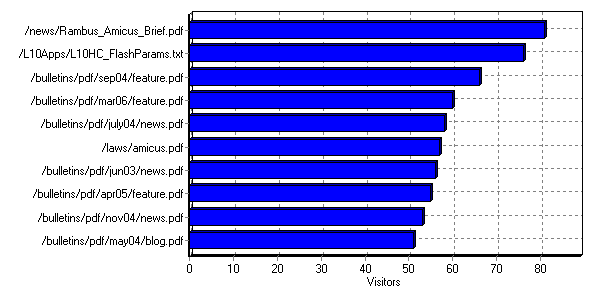 /news/Rambus_Amicus_Brief.pdf
/L10Apps/L10HC_FlashParams.txt
/bulletins/pdf/sep04/feature.pdf
/bulletins/pdf/mar06/feature.pdf
/bulletins/pdf/july04/news.pdf
/laws/amicus.pdf
/bulletins/pdf/jun03/news.pdf
/bulletins/pdf/apr05/feature.pdf
/bulletins/pdf/nov04/news.pdf
/bulletins/pdf/may04/blog.pdf
0 10 20 30 40 50 60 70 80
Visitors